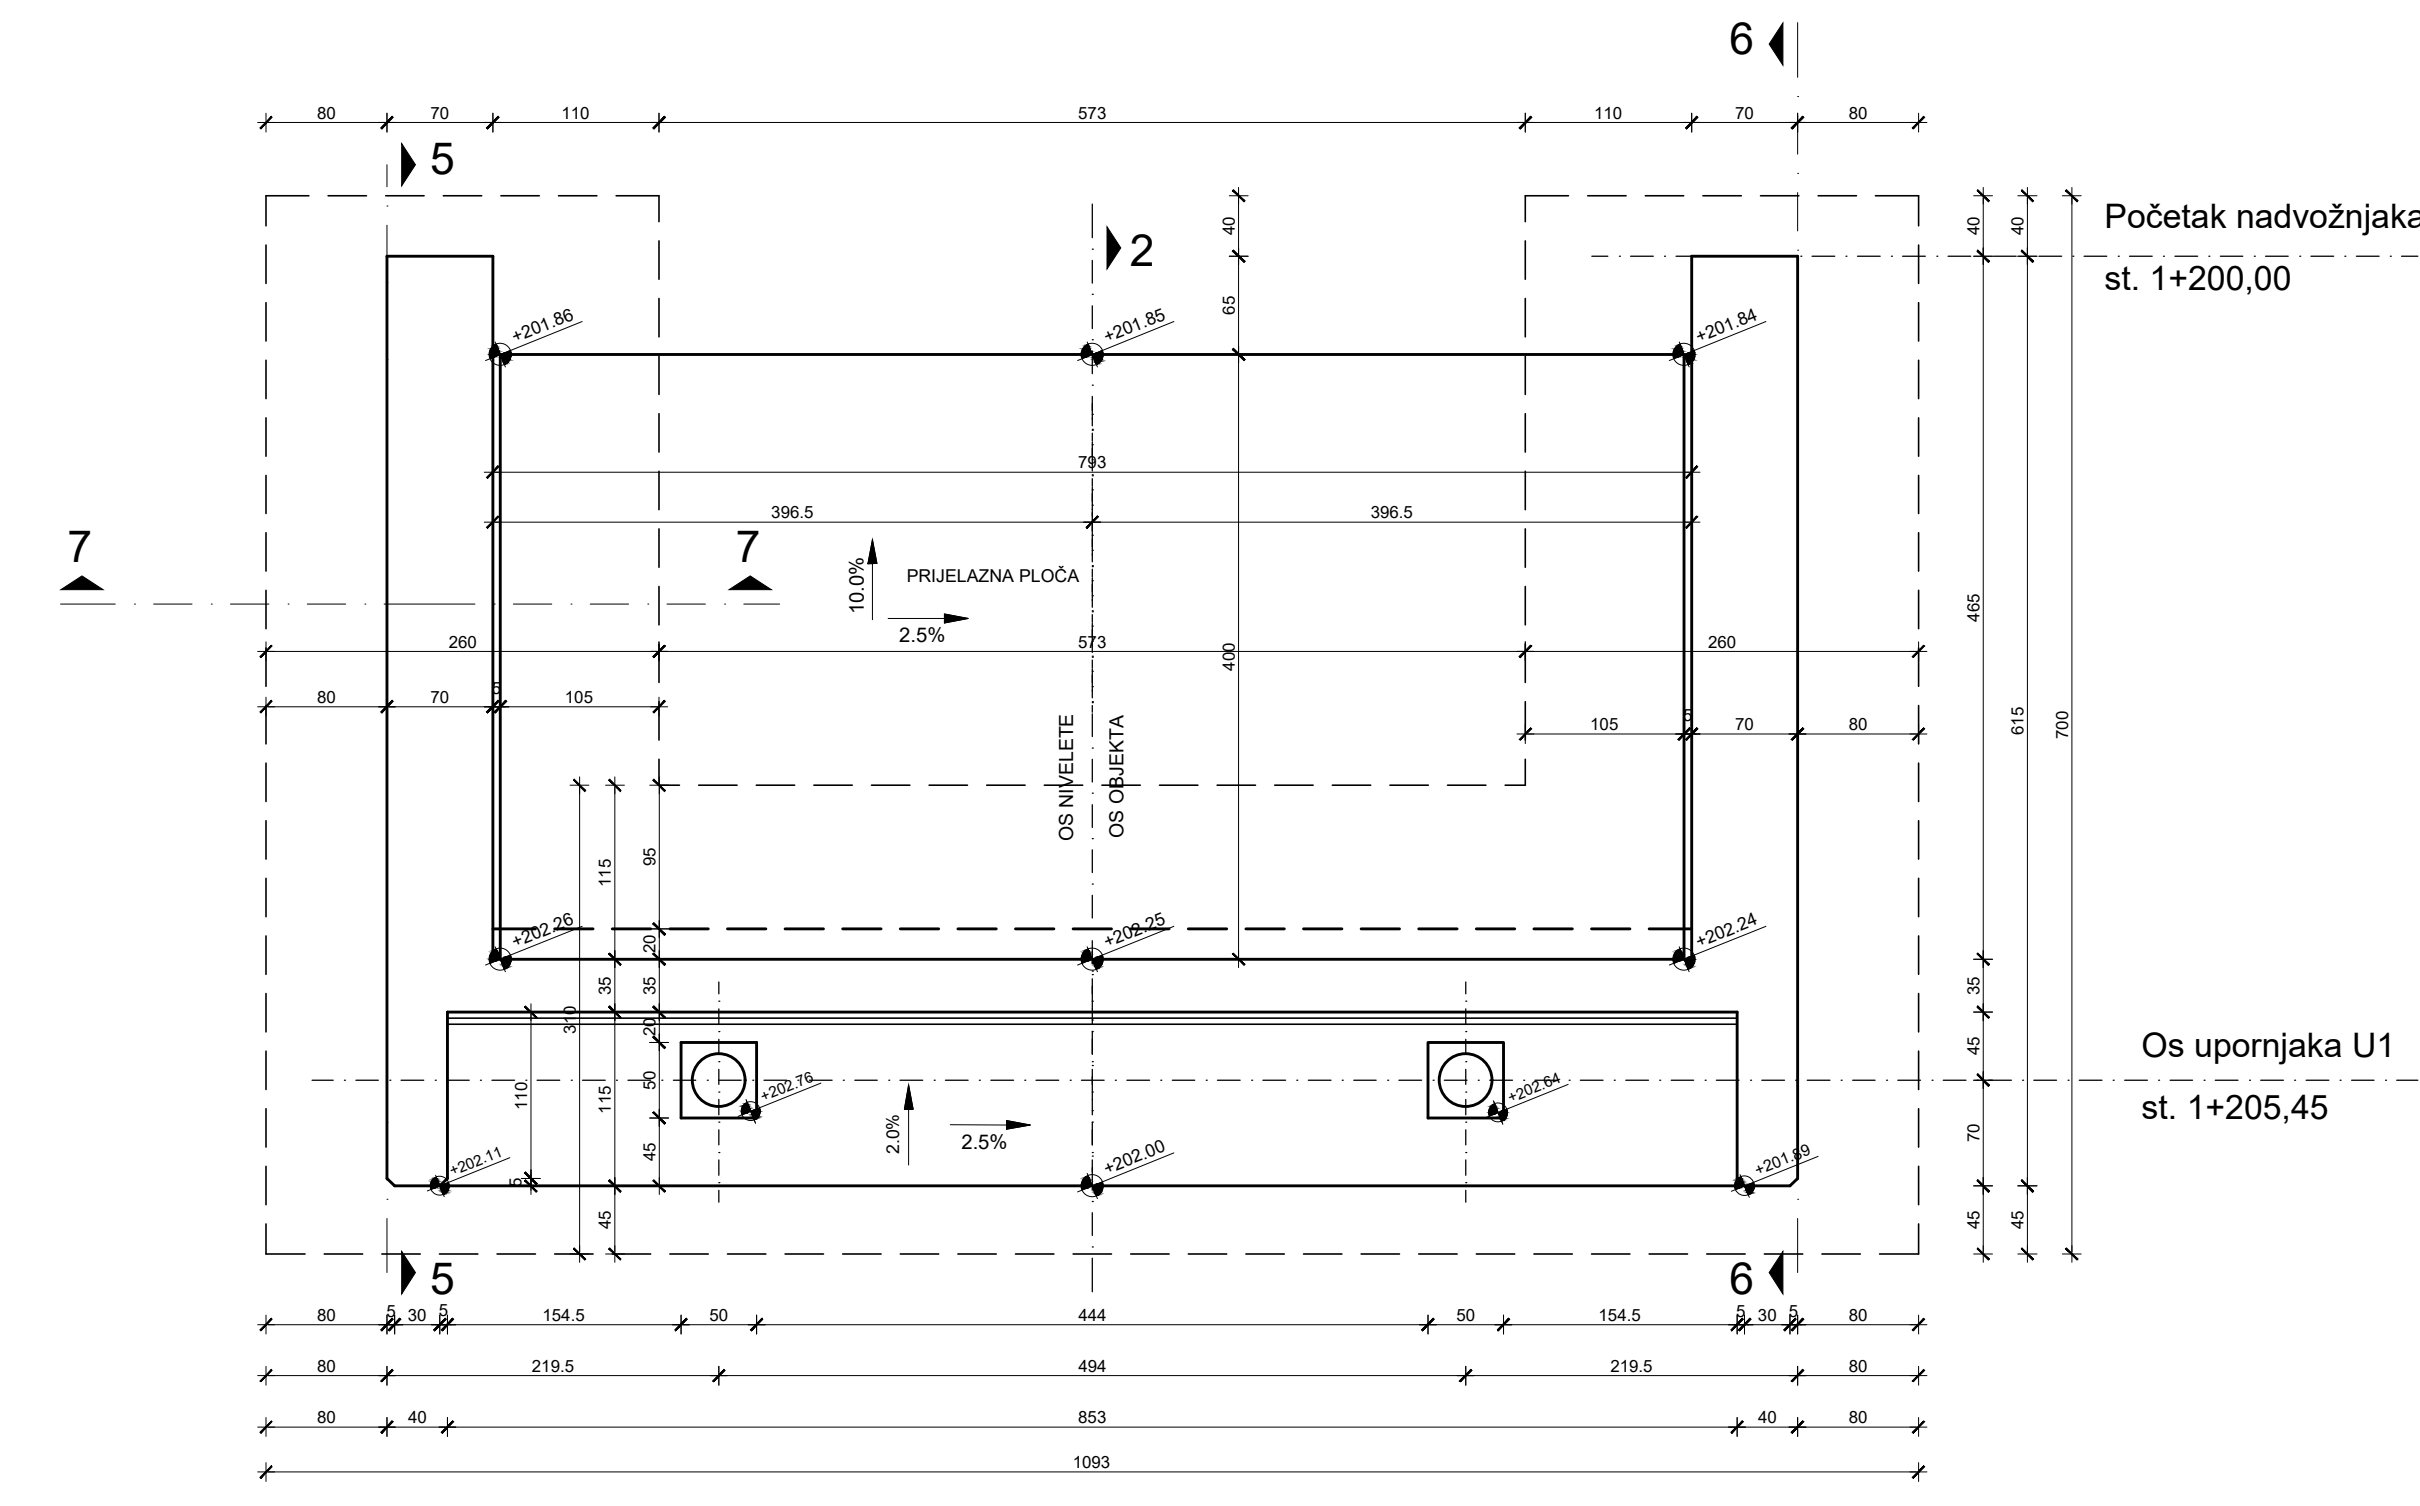 6
80 70 110 573 110 70 80
5
40 40 40
Početak nadvožnjaka
2
st. 1+200,00
65
+201.86 +201.85 +201.84
793
396.5 396.5
7 7
10.0%
PRIJELAZNA PLOČA
2.5%
465
260 573 260
400
80 70 5 105
105 5 70 80
615 700
OS NIVELETE
OS OBJEKTA
115 95
+202.26 +202.25 +202.24
20
35 35 35
310
20
45
Os upornjaka U1
50
+202.76 +202.64
110 115
st. 1+205,45
2.0%
2.5%
45
70
+202.11 +202.00 +201.89
5
45 45 45
5 6
80 5 30 5 154.5 50 444 50 154.5 5 30 5 80
80 219.5 494 219.5 80
80 40 853 40 80
1093